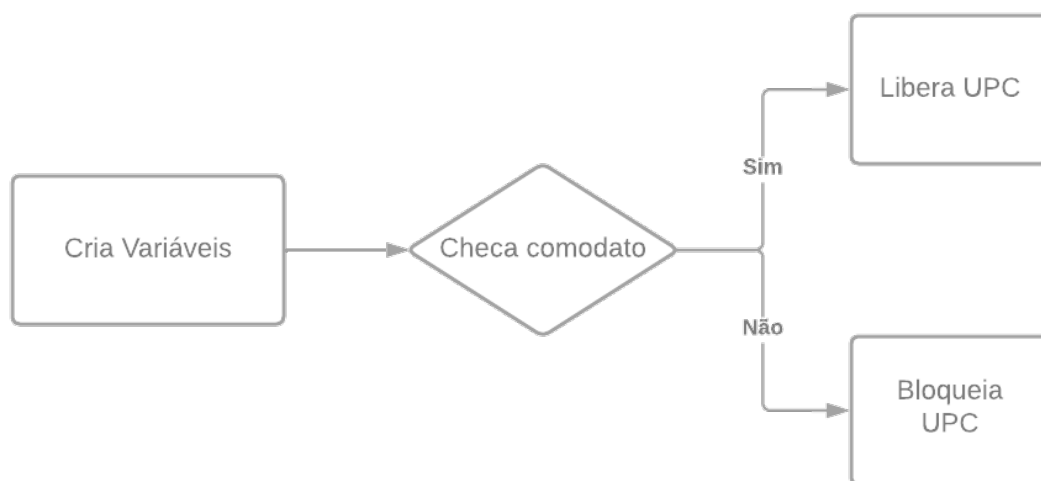 Cria Variáveis
Checa comodato
Sim
Libera UPC
Não
Bloqueia
UPC